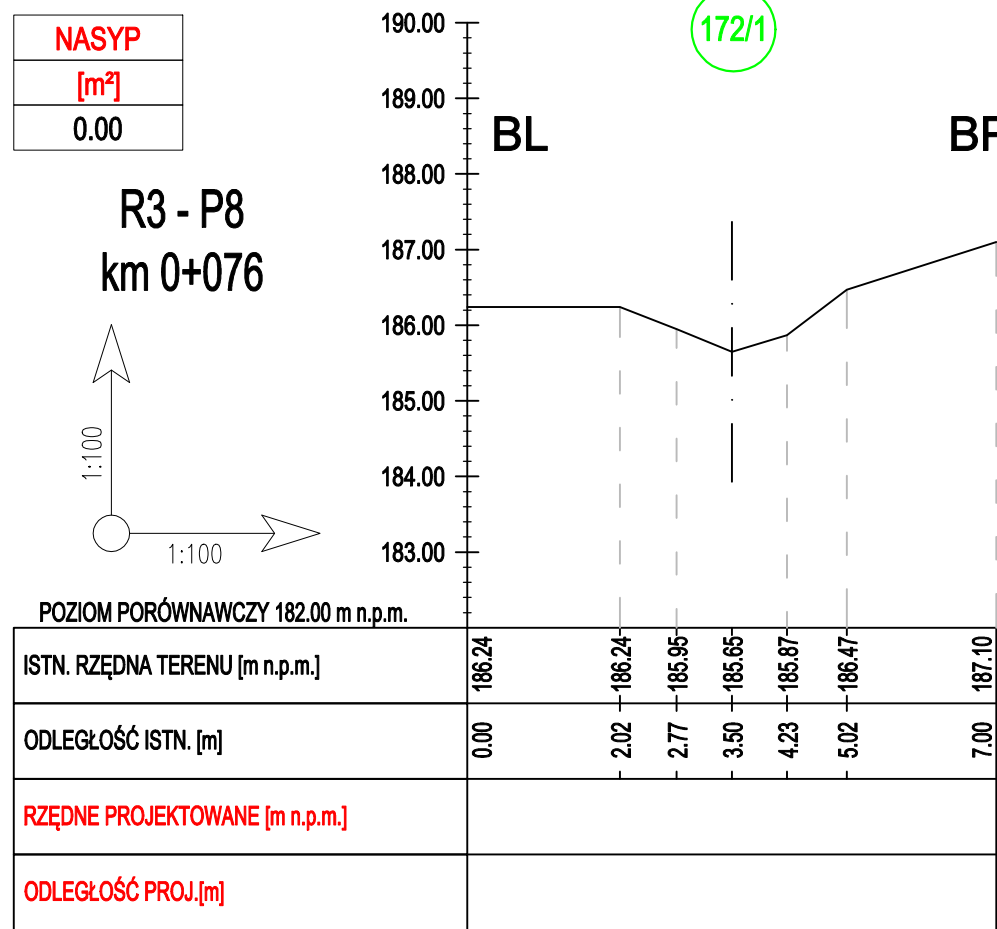 NASYP
[m²]
0.00
R3 - P8
km 0+076
1:100
1:100
190.00
189.00
188.00
187.00
186.00
185.00
184.00
183.00
172/1
BL
POZIOM PORÓWNAWCZY 182.00 m n.p.m.
ISTN. RZĘDNA TERENU [m n.p.m.] 186.24 186.24 185.95 185.65 185.87 186.47 187.10
ODLEGŁOŚĆ ISTN. [m] 0.00 2.02 2.77 3.50 4.23 5.02 7.00
RZĘDNE PROJEKTOWANE [m n.p.m.]
ODLEGŁOŚĆ PROJ.[m]